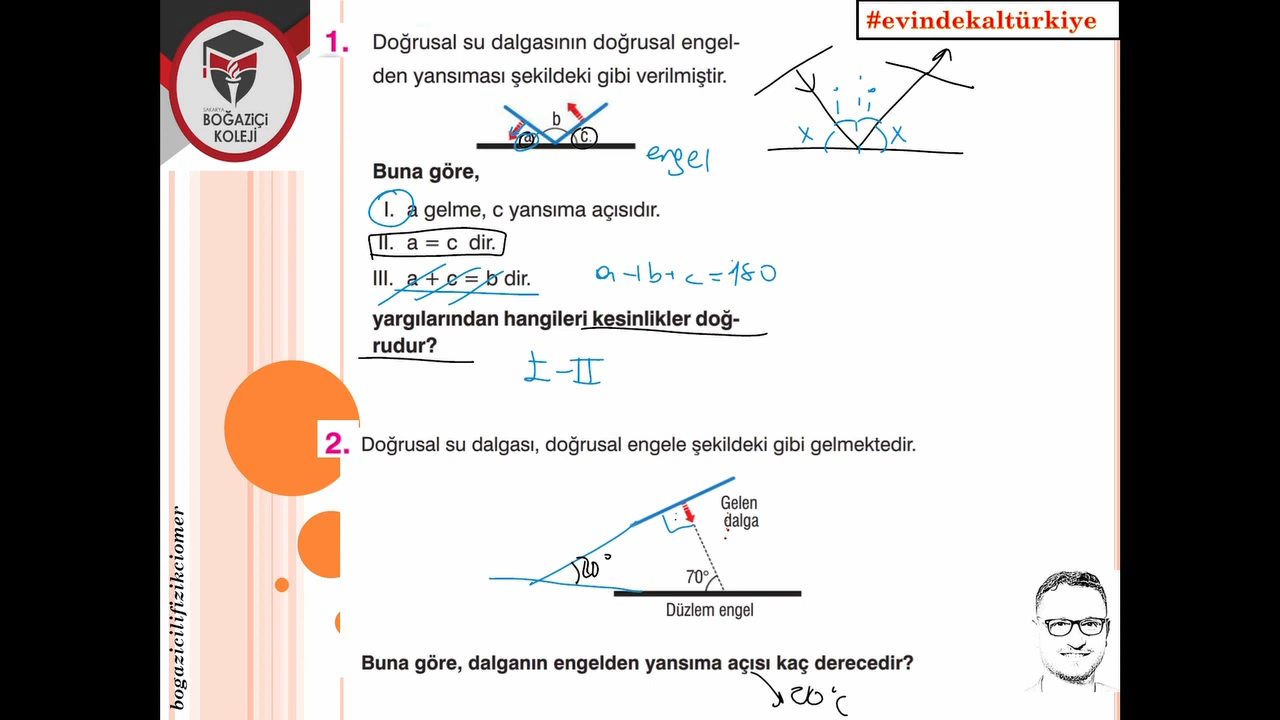 #evindekaltürkiye
SAKARYA
BOĞAZİÇİ
KOLEJİ
1. Doğrusal su dalgasının doğrusal engel-
den yansıması şekildeki gibi verilmiştir.
a b c
engel
i i
x x
Buna göre,
I. a gelme, c yansıma açısıdır.
II. a = c dir.
III. a + c = b dir.
a + b + c = 180
yargılarından hangileri kesinlikler doğ-
rudur?
I - II
2. Doğrusal su dalgası, doğrusal engele şekildeki gibi gelmektedir.
Gelen
dalga
20°
70°
Düzlem engel
Buna göre, dalganın engelden yansıma açısı kaç derecedir?
20°C
bogazicilifizikciomer